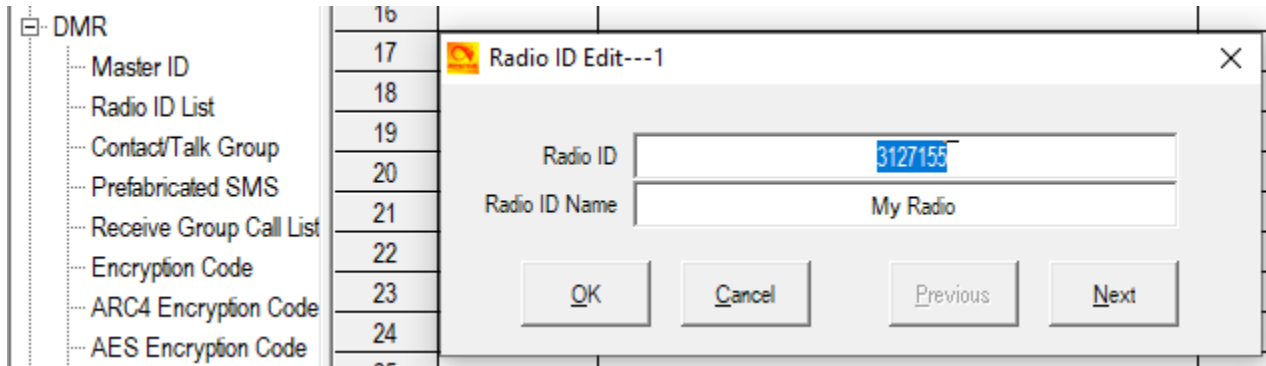 DMR
Master ID
Radio ID List
Contact/Talk Group
Prefabricated SMS
Receive Group Call List
Encryption Code
ARC4 Encryption Code
AES Encryption Code
16
17
18
19
20
21
22
23
24
Radio ID Edit---1
Radio ID 3127155
Radio ID Name My Radio
OK Cancel Previous Next